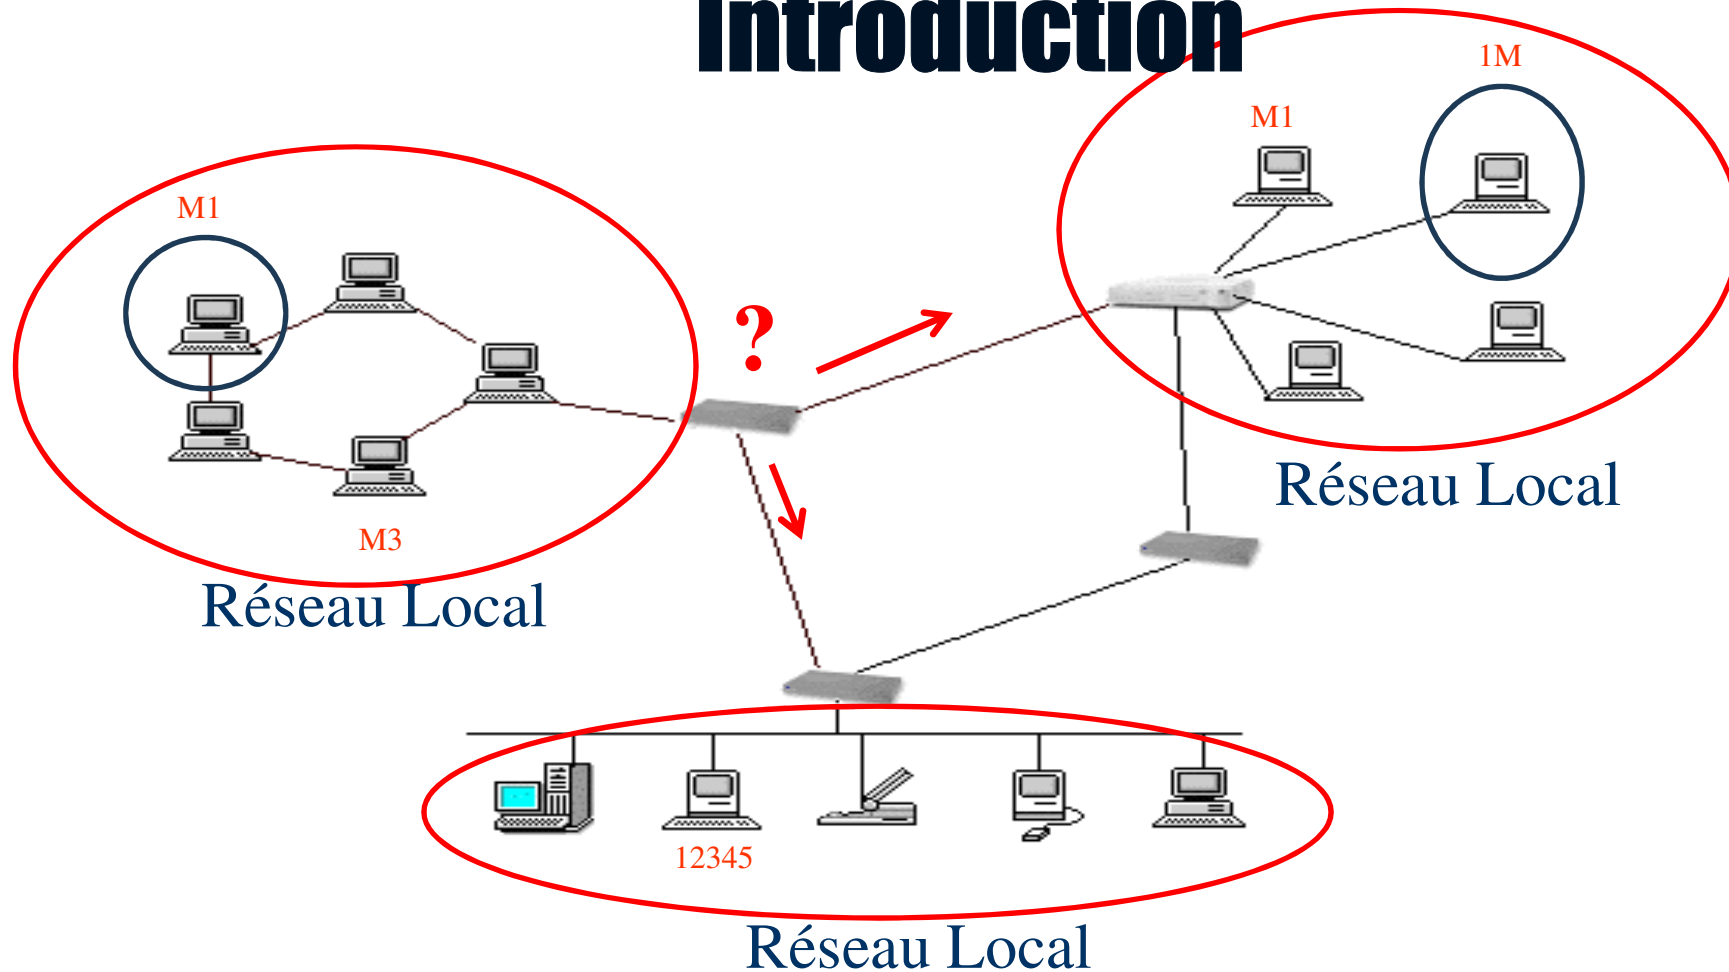 Introduction
1M
M1
M1
?
M3
Réseau Local
Réseau Local
12345
Réseau Local